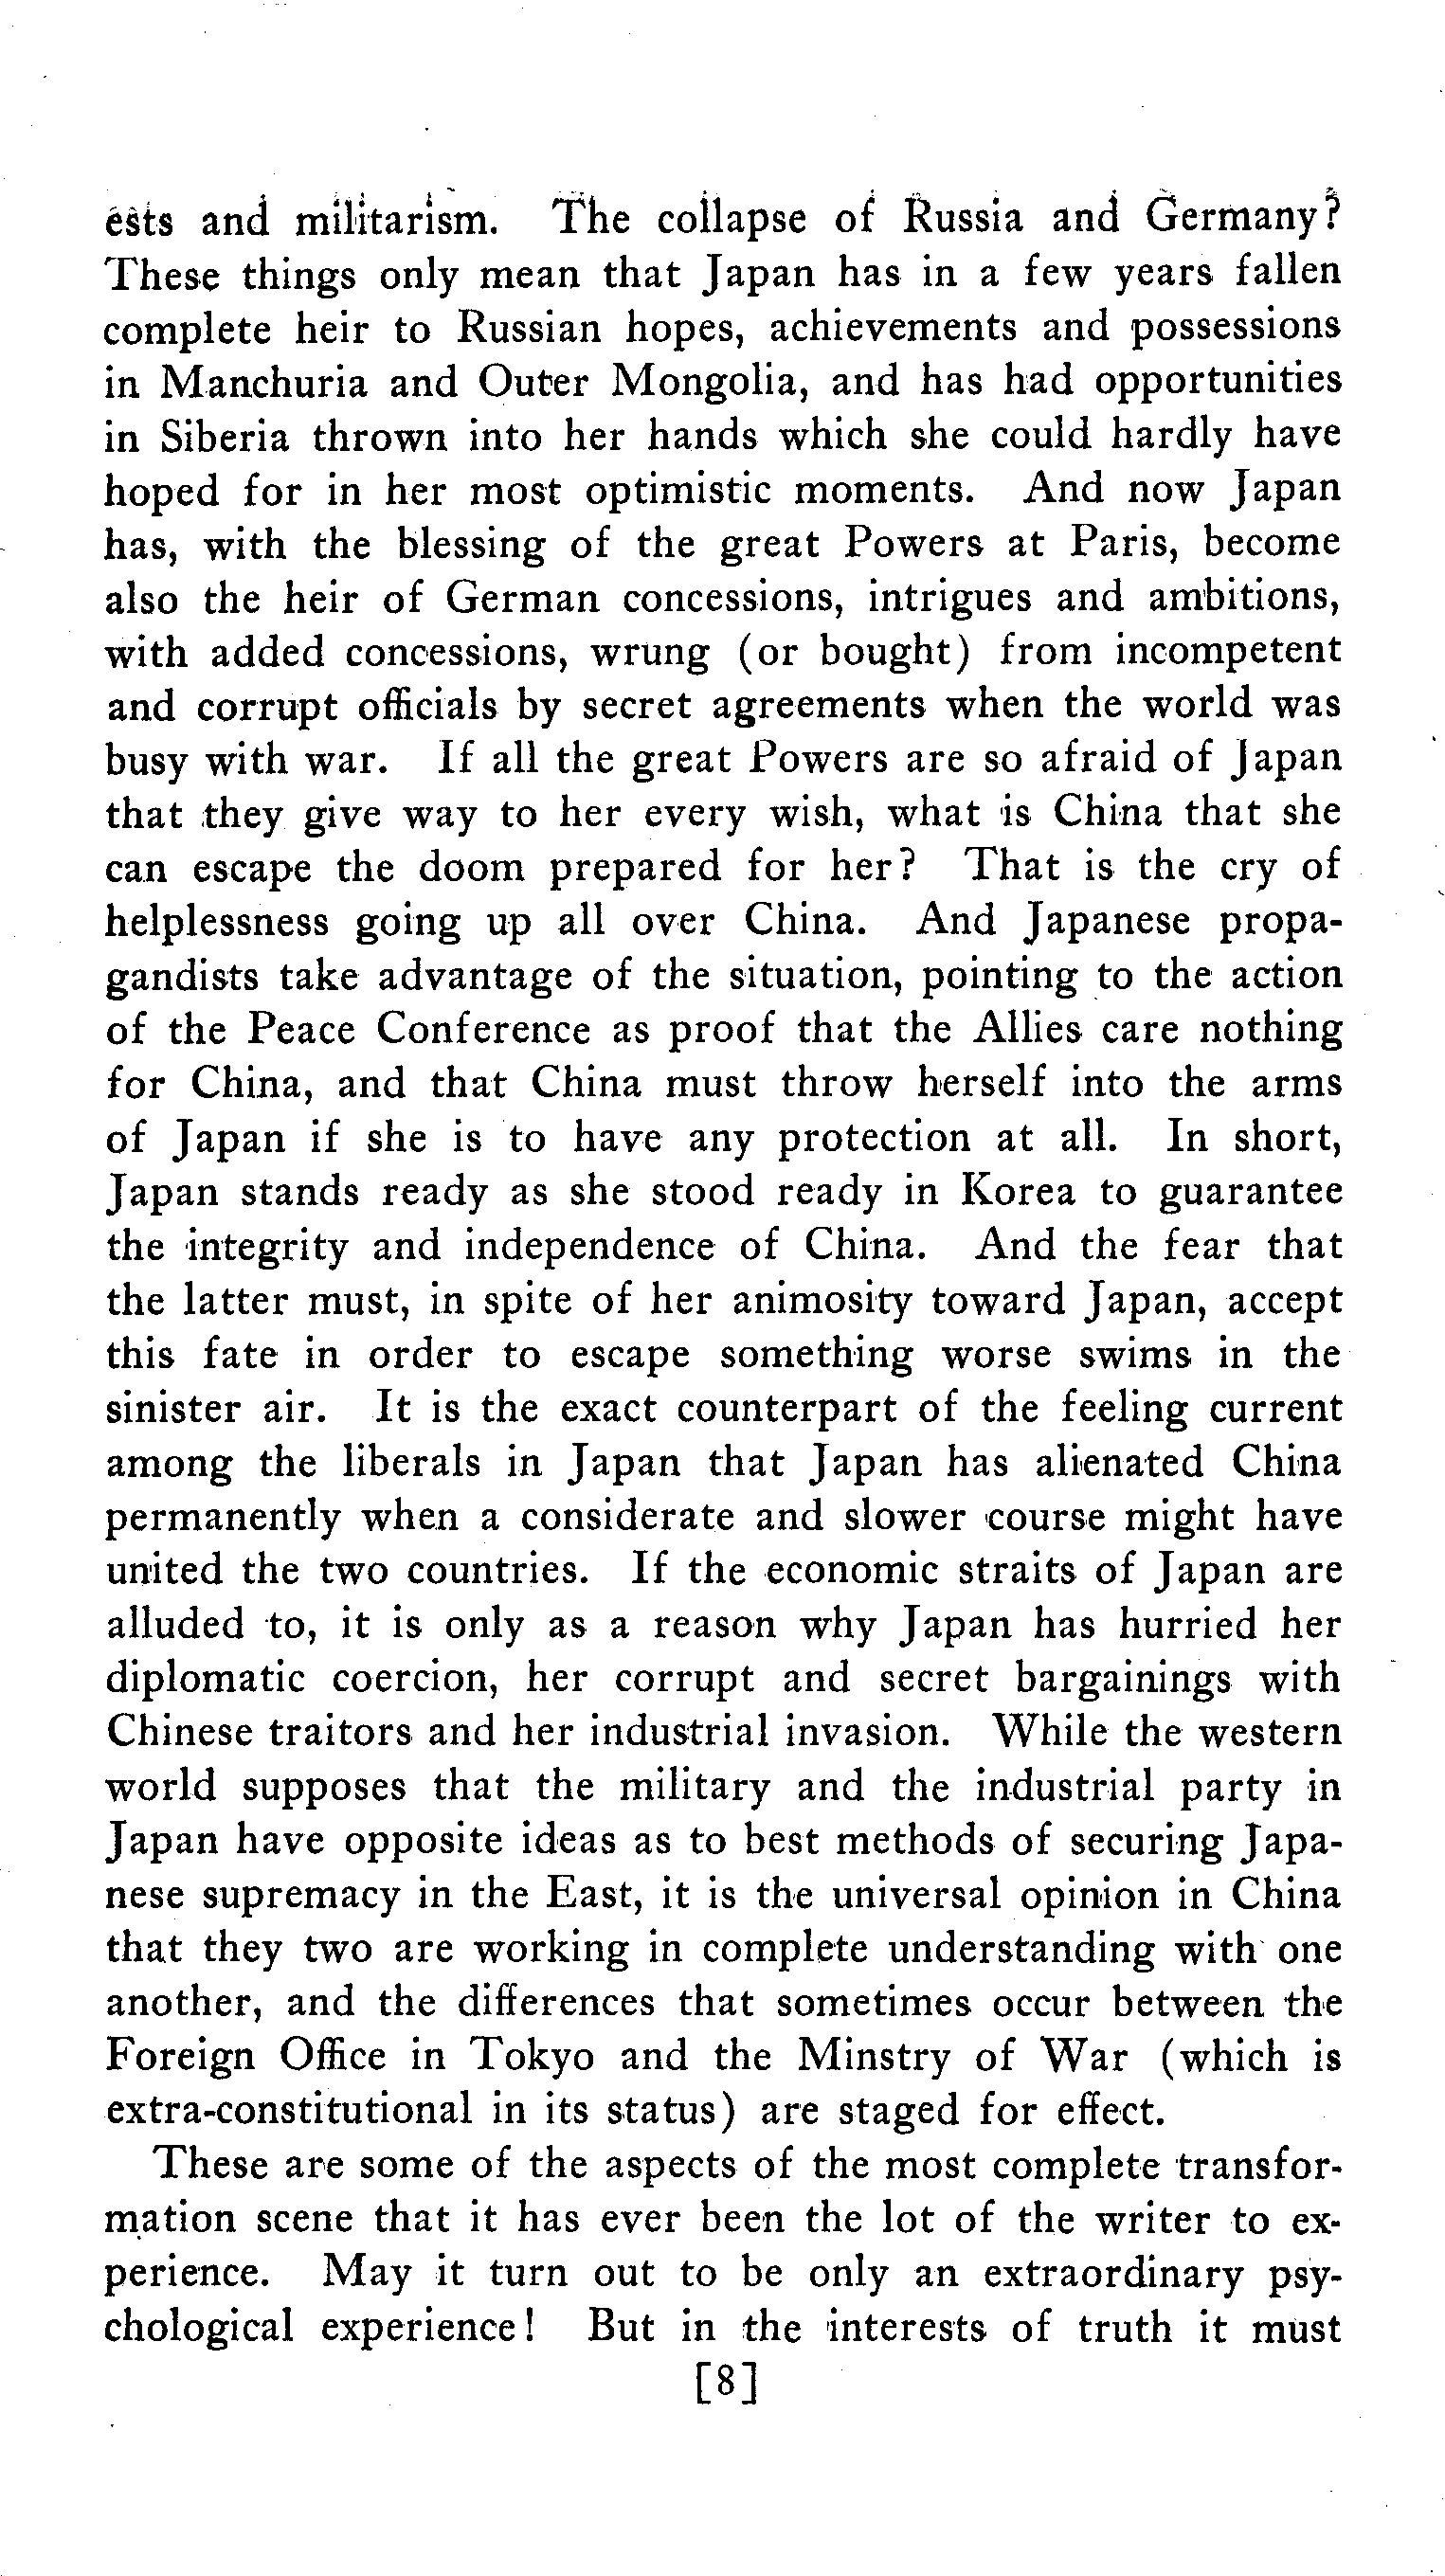 ests and militarism. The collapse of Russia and Germany?
These things only mean that Japan has in a few years fallen
complete heir to Russian hopes, achievements and possessions
in Manchuria and Outer Mongolia, and has had opportunities
in Siberia thrown into her hands which she could hardly have
hoped for in her most optimistic moments. And now Japan
has, with the blessing of the great Powers at Paris, become
also the heir of German concessions, intrigues and ambitions,
with added concessions, wrung (or bought) from incompetent
and corrupt officials by secret agreements when the world was
busy with war. If all the great Powers are so afraid of Japan
that they give way to her every wish, what is China that she
can escape the doom prepared for her? That is the cry of
helplessness going up all over China. And Japanese propa-
gandists take advantage of the situation, pointing to the action
of the Peace Conference as proof that the Allies care nothing
for China, and that China must throw herself into the arms
of Japan if she is to have any protection at all. In short,
Japan stands ready as she stood ready in Korea to guarantee
the integrity and independence of China. And the fear that
the latter must, in spite of her animosity toward Japan, accept
this fate in order to escape something worse swims in the
sinister air. It is the exact counterpart of the feeling current
among the liberals in Japan that Japan has alienated China
permanently when a considerate and slower course might have
united the two countries. If the economic straits of Japan are
alluded to, it is only as a reason why Japan has hurried her
diplomatic coercion, her corrupt and secret bargainings with
Chinese traitors and her industrial invasion. While the western
world supposes that the military and the industrial party in
Japan have opposite ideas as to best methods of securing Japa-
nese supremacy in the East, it is the universal opinion in China
that they two are working in complete understanding with one
another, and the differences that sometimes occur between the
Foreign Office in Tokyo and the Minstry of War (which is
extra-constitutional in its status) are staged for effect.
These are some of the aspects of the most complete transfor-
mation scene that it has ever been the lot of the writer to ex-
perience. May it turn out to be only an extraordinary psy-
chological experience! But in the interests of truth it must
[8]